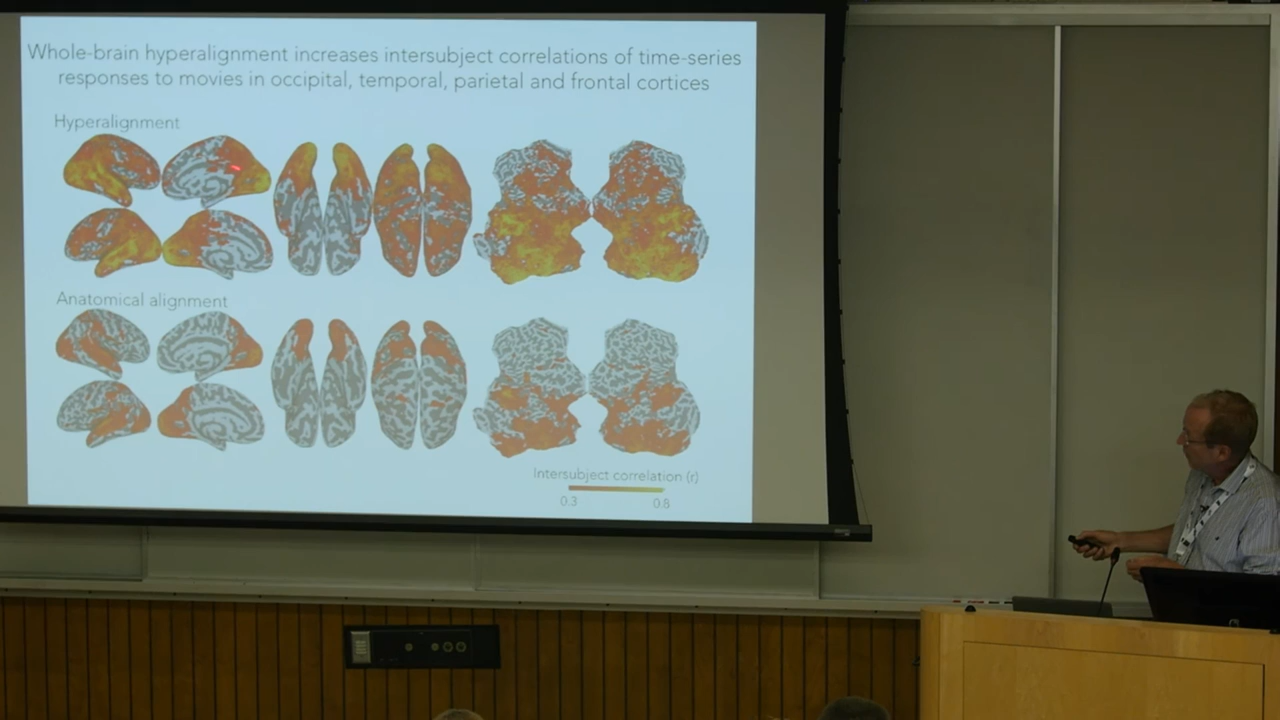 Whole-brain hyperalignment increases intersubject correlations of time-series
responses to movies in occipital, temporal, parietal and frontal cortices
Hyperalignment
Anatomical alignment
Intersubject correlation (r)
0.3 0.8